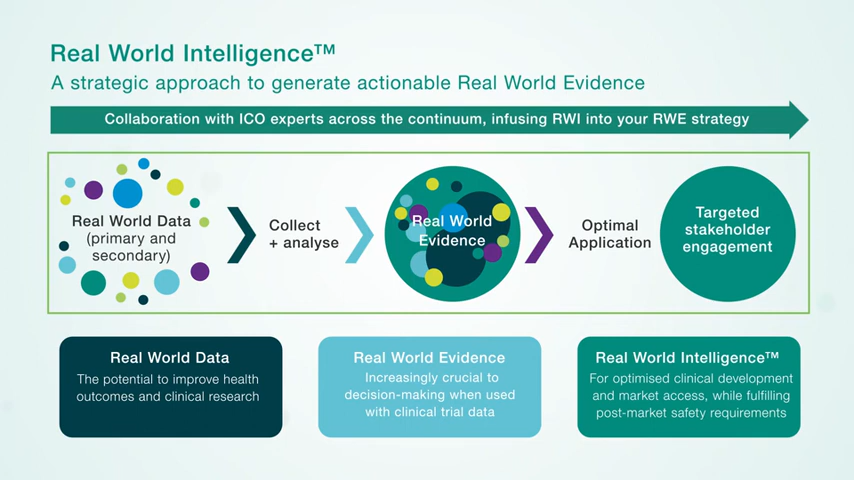 Real World Intelligence™
A strategic approach to generate actionable Real World Evidence
Collaboration with ICO experts across the continuum, infusing RWI into your RWE strategy
Real World Data
(primary and
secondary)
Collect
+ analyse
Real World
Evidence
Optimal
Application
Targeted
stakeholder
engagement
Real World Data
The potential to improve health
outcomes and clinical research
Real World Evidence
Increasingly crucial to
decision-making when used
with clinical trial data
Real World Intelligence™
For optimised clinical development
and market access, while fulfilling
post-market safety requirements